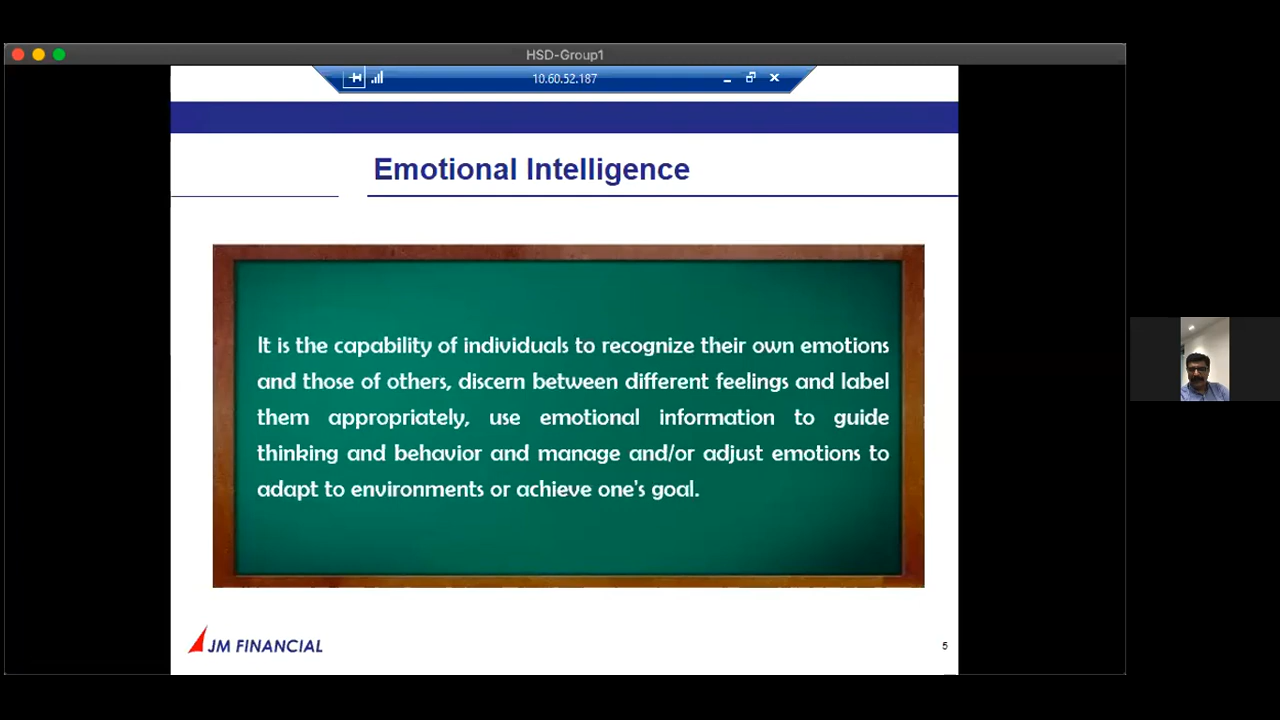 HSD-Group1
10.60.52.187
Emotional Intelligence
It is the capability of individuals to recognize their own emotions
and those of others, discern between different feelings and label
them appropriately, use emotional information to guide
thinking and behavior and manage and/or adjust emotions to
adapt to environments or achieve one's goal.
JM FINANCIAL
5